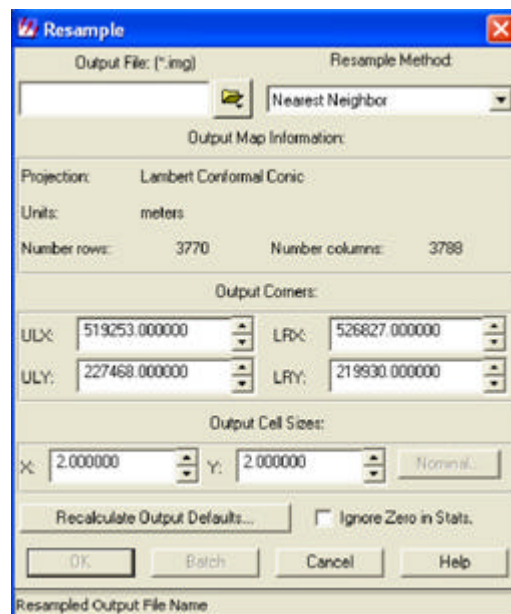 Resample
Output File: (*.img)
Resample Method:
Nearest Neighbor
Output Map Information:
Projection: Lambert Conformal Conic
Units: meters
Number rows: 3770 Number columns: 3788
Output Corners:
ULX: 519253.000000 LRX: 526827.000000
ULY: 227468.000000 LRY: 219930.000000
Output Cell Sizes:
X: 2.000000 Y: 2.000000 Nominal...
Recalculate Output Defaults... Ignore Zero in Stats.
OK Batch Cancel Help
Resampled Output File Name